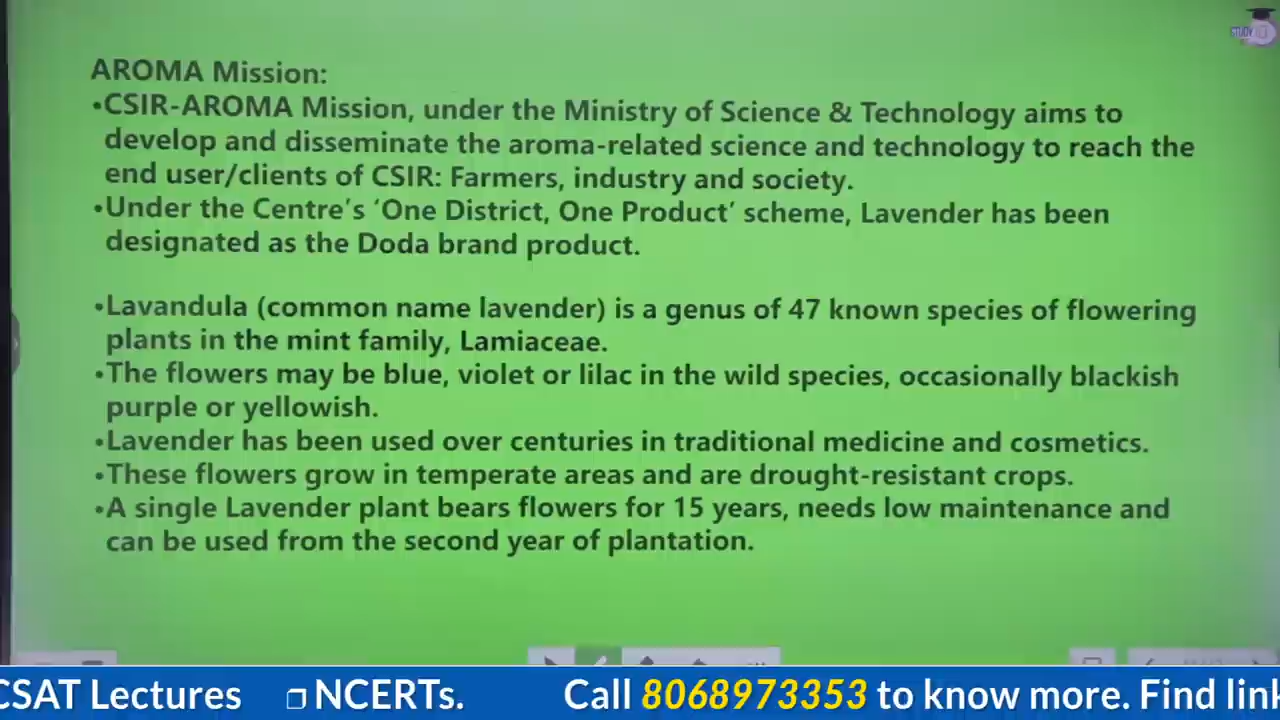 STUDY
AROMA Mission:
•CSIR-AROMA Mission, under the Ministry of Science & Technology aims to
develop and disseminate the aroma-related science and technology to reach the
end user/clients of CSIR: Farmers, industry and society.
•Under the Centre’s ‘One District, One Product’ scheme, Lavender has been
designated as the Doda brand product.
•Lavandula (common name lavender) is a genus of 47 known species of flowering
plants in the mint family, Lamiaceae.
•The flowers may be blue, violet or lilac in the wild species, occasionally blackish
purple or yellowish.
•Lavender has been used over centuries in traditional medicine and cosmetics.
•These flowers grow in temperate areas and are drought-resistant crops.
•A single Lavender plant bears flowers for 15 years, needs low maintenance and
can be used from the second year of plantation.
CSAT Lectures ❐ NCERTs. Call 8068973353 to know more. Find link